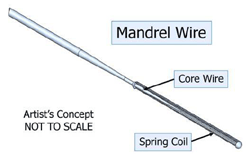 Mandrel Wire
Core Wire
Artist's Concept
NOT TO SCALE
Spring Coil